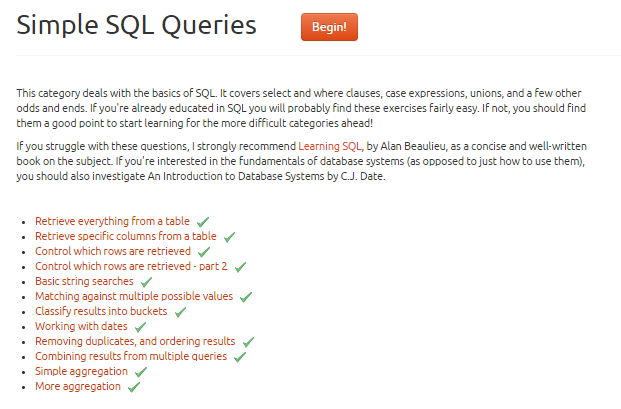 Simple SQL Queries
Begin!
This category deals with the basics of SQL. It covers select and where clauses, case expressions, unions, and a few other
odds and ends. If you're already educated in SQL you will probably find these exercises fairly easy. If not, you should find
them a good point to start learning for the more difficult categories ahead!
If you struggle with these questions, I strongly recommend Learning SQL, by Alan Beaulieu, as a concise and well-written
book on the subject. If you're interested in the fundamentals of database systems (as opposed to just how to use them),
you should also investigate An Introduction to Database Systems by C.J. Date.
Retrieve everything from a table
Retrieve specific columns from a table
Control which rows are retrieved
Control which rows are retrieved - part 2
Basic string searches
Matching against multiple possible values
Classify results into buckets
Working with dates
Removing duplicates, and ordering results
Combining results from multiple queries
Simple aggregation
More aggregation